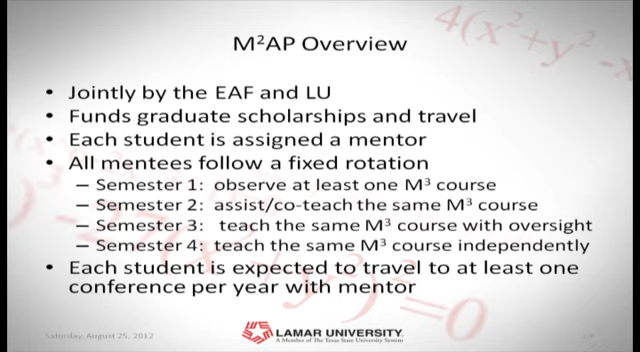 4(x²+y²-x
M²AP Overview
• Jointly by the EAF and LU
• Funds graduate scholarships and travel
• Each student is assigned a mentor
• All mentees follow a fixed rotation
– Semester 1: observe at least one M³ course
– Semester 2: assist/co-teach the same M³ course
– Semester 3: teach the same M³ course with oversight
– Semester 4: teach the same M³ course independently
• Each student is expected to travel to at least one
conference per year with mentor
=0
Saturday, August 25, 2012
LAMAR UNIVERSITY
A Member of The Texas State University System